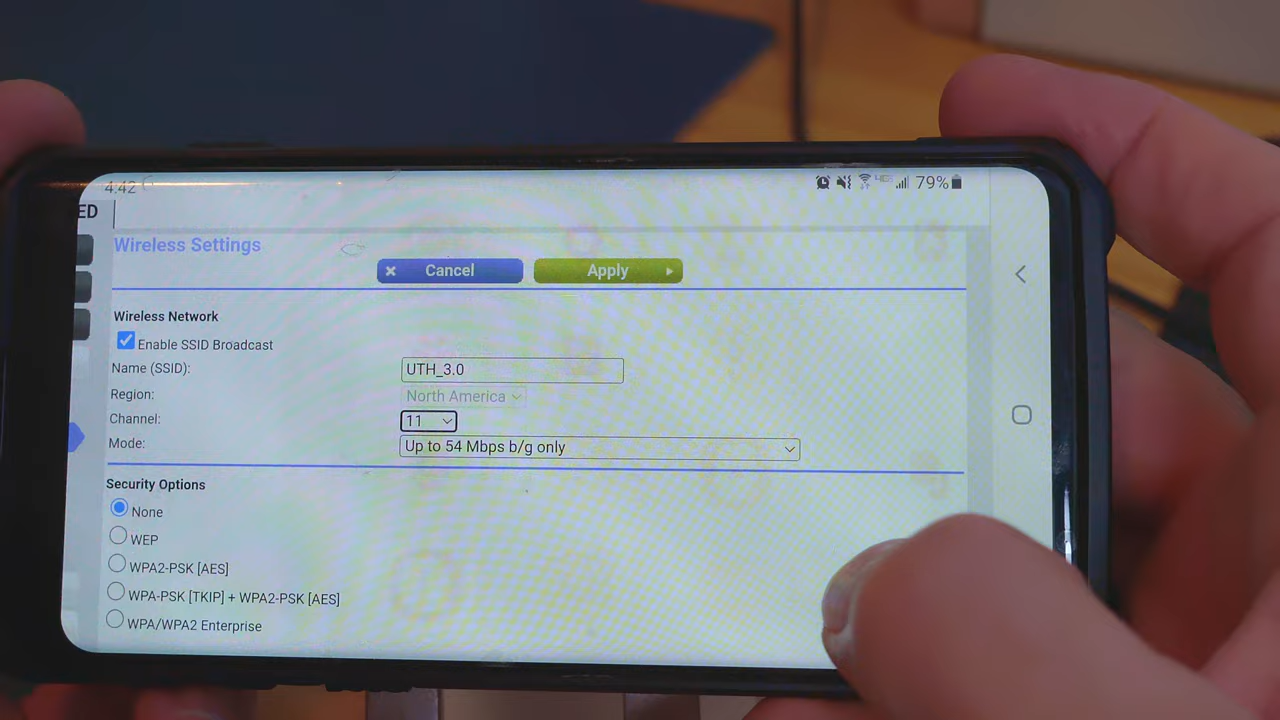 4:42
79%
ED
Wireless Settings
Cancel
Apply
Wireless Network
Enable SSID Broadcast
Name (SSID):
UTH_3.0
Region:
North America
Channel:
11
Mode:
Up to 54 Mbps b/g only
Security Options
None
WEP
WPA2-PSK [AES]
WPA-PSK [TKIP] + WPA2-PSK [AES]
WPA/WPA2 Enterprise